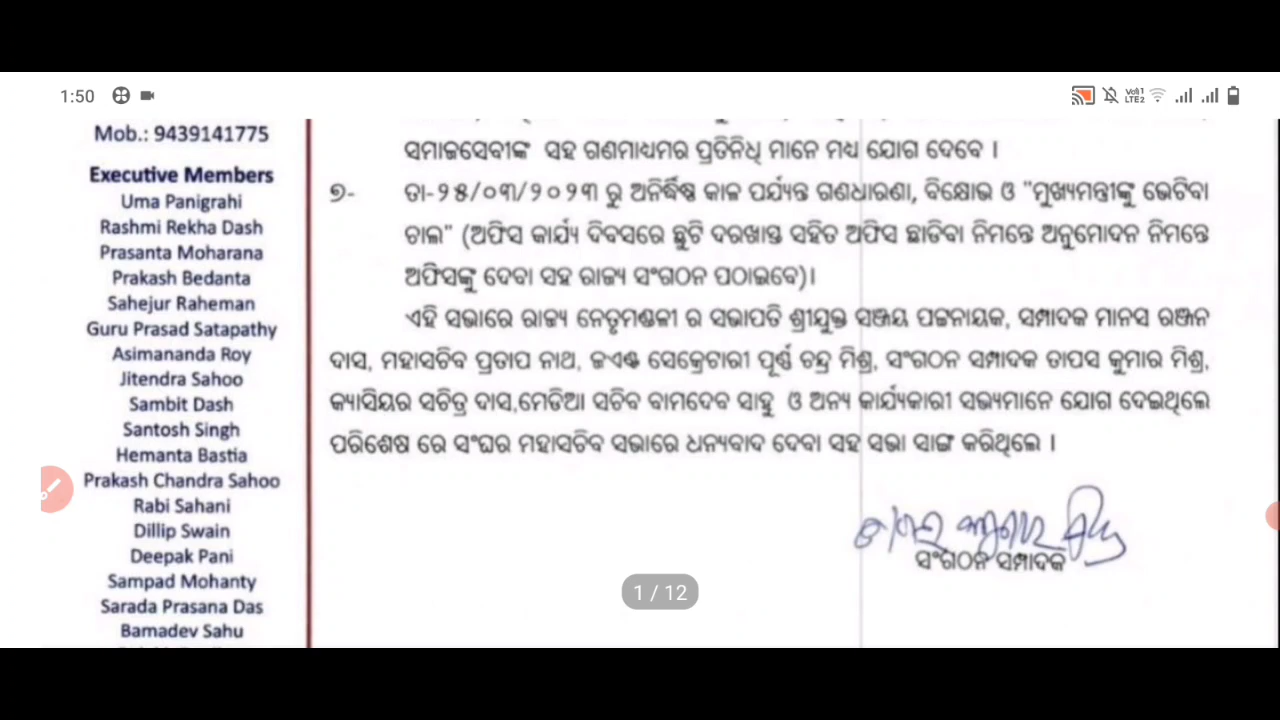 1:50
Mob.: 9439141775
Executive Members
Uma Panigrahi
Rashmi Rekha Dash
Prasanta Moharana
Prakash Bedanta
Sahejur Raheman
Guru Prasad Satapathy
Asimananda Roy
Jitendra Sahoo
Sambit Dash
Santosh Singh
Hemanta Bastia
Prakash Chandra Sahoo
Rabi Sahani
Dillip Swain
Deepak Pani
Sampad Mohanty
Sarada Prasana Das
Bamadev Sahu
ସମାଜସେବୀଙ୍କ ସହ ଗଣମାଧ୍ୟମର ପ୍ରତିନିଧି ମାନେ ମଧ୍ୟ ଯୋଗ ଦେବେ ।
୭- ତା-୨୫/୦୩/୨୦୨୩ ରୁ ଅନିର୍ଦ୍ଧିଷ୍ଟ କାଳ ପର୍ଯ୍ୟନ୍ତ ଗଣଧାରଣା, ବିକ୍ଷୋଭ ଓ "ମୁଖ୍ୟମନ୍ତ୍ରୀଙ୍କୁ ଭେଟିବା
ଚାଲ" (ଅଫିସ କାର୍ଯ୍ୟ ଦିବସରେ ଛୁଟି ଦରଖାସ୍ତ ସହିତ ଅଫିସ ଛାଡିବା ନିମନ୍ତେ ଅନୁମୋଦନ ନିମନ୍ତେ
ଅଫିସଙ୍କୁ ଦେବା ସହ ରାଜ୍ୟ ସଂଗଠନ ପଠାଇବେ)।
ଏହି ସଭାରେ ରାଜ୍ୟ ନେତୃମଣ୍ଡଳୀ ର ସଭାପତି ଶ୍ରୀଯୁକ୍ତ ସଞ୍ଜୟ ପଟ୍ଟନାୟକ, ସମ୍ପାଦକ ମାନସ ରଞ୍ଜନ
ଦାସ, ମହାସଚିବ ପ୍ରତାପ ନାଥ, ଜଏଣ୍ଟ ସେକ୍ରେଟାରୀ ପୂର୍ଣ୍ଣ ଚନ୍ଦ୍ର ମିଶ୍ର, ସଂଗଠନ ସମ୍ପାଦକ ତାପସ କୁମାର ମିଶ୍ର,
କ୍ୟାସିୟର ସଚିତ୍ର ଦାସ,ମେଡିଆ ସଚିବ ବାମଦେବ ସାହୁ ଓ ଅନ୍ୟ କାର୍ଯ୍ୟକାରୀ ସଭ୍ୟମାନେ ଯୋଗ ଦେଇଥିଲେ
ପରିଶେଷ ରେ ସଂଘର ମହାସଚିବ ସଭାରେ ଧନ୍ୟବାଦ ଦେବା ସହ ସଭା ସାଙ୍ଗ କରିଥିଲେ ।
ତାପସ କୁମାର ମିଶ୍ର
ସଂଗଠନ ସମ୍ପାଦକ
1 / 12